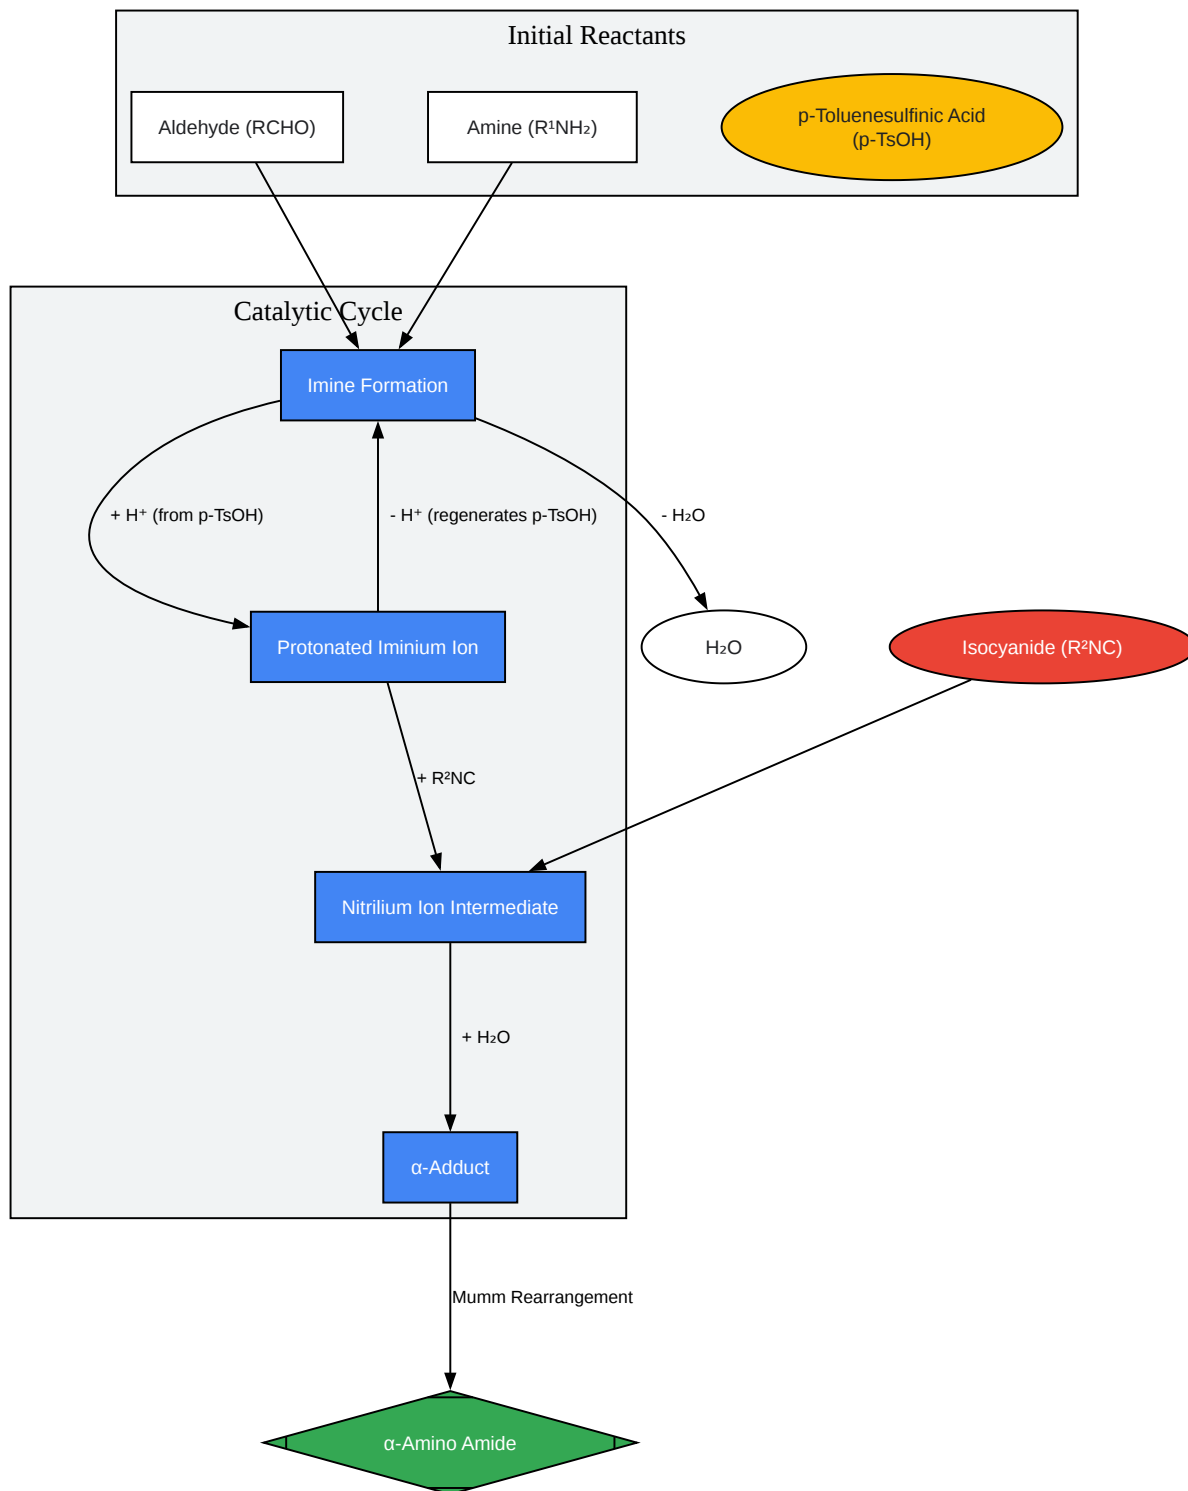 Initial Reactants
Aldehyde (RCHO)
Amine (R¹NH₂)
p-Toluenesulfinic Acid
(p-TsOH)
Catalytic Cycle
Imine Formation
+ H⁺ (from p-TsOH)
- H⁺ (regenerates p-TsOH)
- H₂O
Protonated Iminium Ion
H₂O
Isocyanide (R²NC)
+ R²NC
Nitrilium Ion Intermediate
+ H₂O
α-Adduct
Mumm Rearrangement
α-Amino Amide